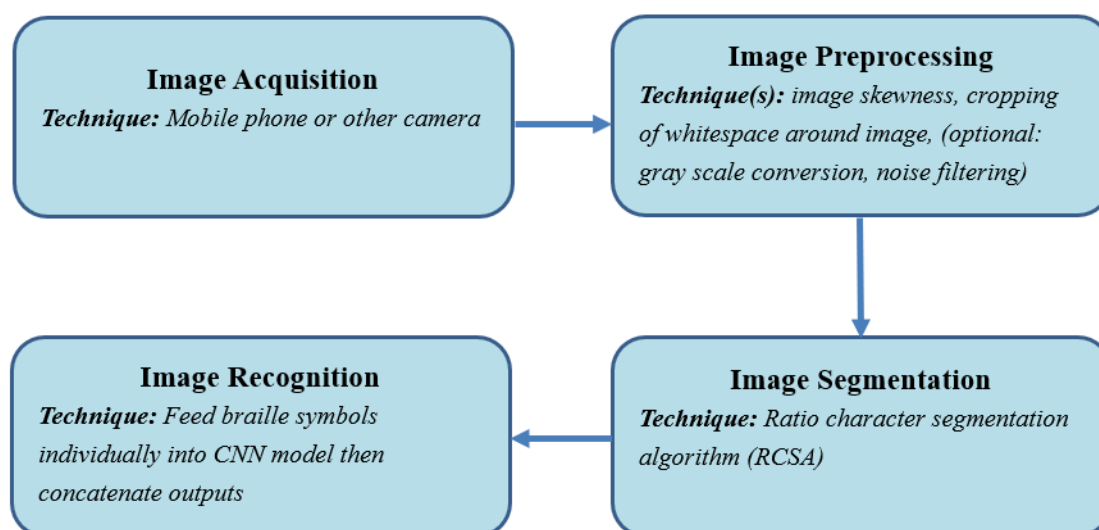 Image Acquisition
Technique: Mobile phone or other camera
Image Preprocessing
Technique(s): image skewness, cropping
of whitespace around image, (optional:
gray scale conversion, noise filtering)
Image Segmentation
Technique: Ratio character segmentation
algorithm (RCSA)
Image Recognition
Technique: Feed braille symbols
individually into CNN model then
concatenate outputs